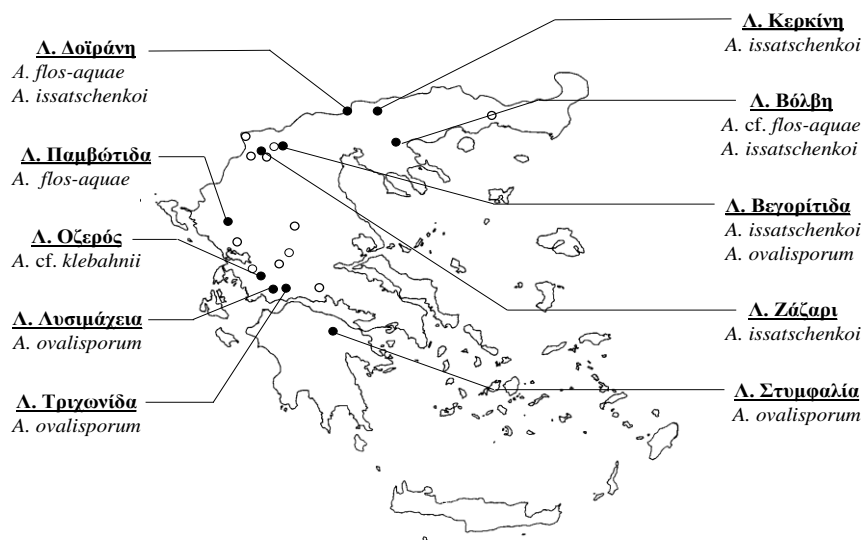 Λ. Δοϊράνη
A. flos-aquae
A. issatschenkoi
Λ. Παμβώτιδα
A. flos-aquae
Λ. Οζερός
A. cf. klebahnii
Λ. Λυσιμάχεια
A. ovalisporum
Λ. Τριχωνίδα
A. ovalisporum
Λ. Κερκίνη
A. issatschenkoi
Λ. Βόλβη
A. cf. flos-aquae
A. issatschenkoi
Λ. Βεγορίτιδα
A. issatschenkoi
A. ovalisporum
Λ. Ζάζαρι
A. issatschenkoi
Λ. Στυμφαλία
A. ovalisporum